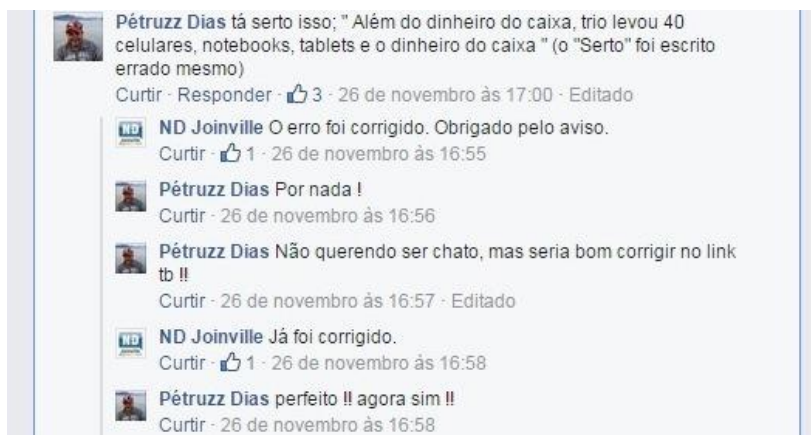 Pétruzz Dias tá serto isso; " Além do dinheiro do caixa, trio levou 40
celulares, notebooks, tablets e o dinheiro do caixa " (o "Serto" foi escrito
errado mesmo)
Curtir · Responder · 3 · 26 de novembro às 17:00 · Editado
ND Joinville O erro foi corrigido. Obrigado pelo aviso.
Curtir · 1 · 26 de novembro às 16:55
Pétruzz Dias Por nada !
Curtir · 26 de novembro às 16:56
Pétruzz Dias Não querendo ser chato, mas seria bom corrigir no link
tb !!
Curtir · 26 de novembro às 16:57 · Editado
ND Joinville Já foi corrigido.
Curtir · 1 · 26 de novembro às 16:58
Pétruzz Dias perfeito !! agora sim !!
Curtir · 26 de novembro às 16:58